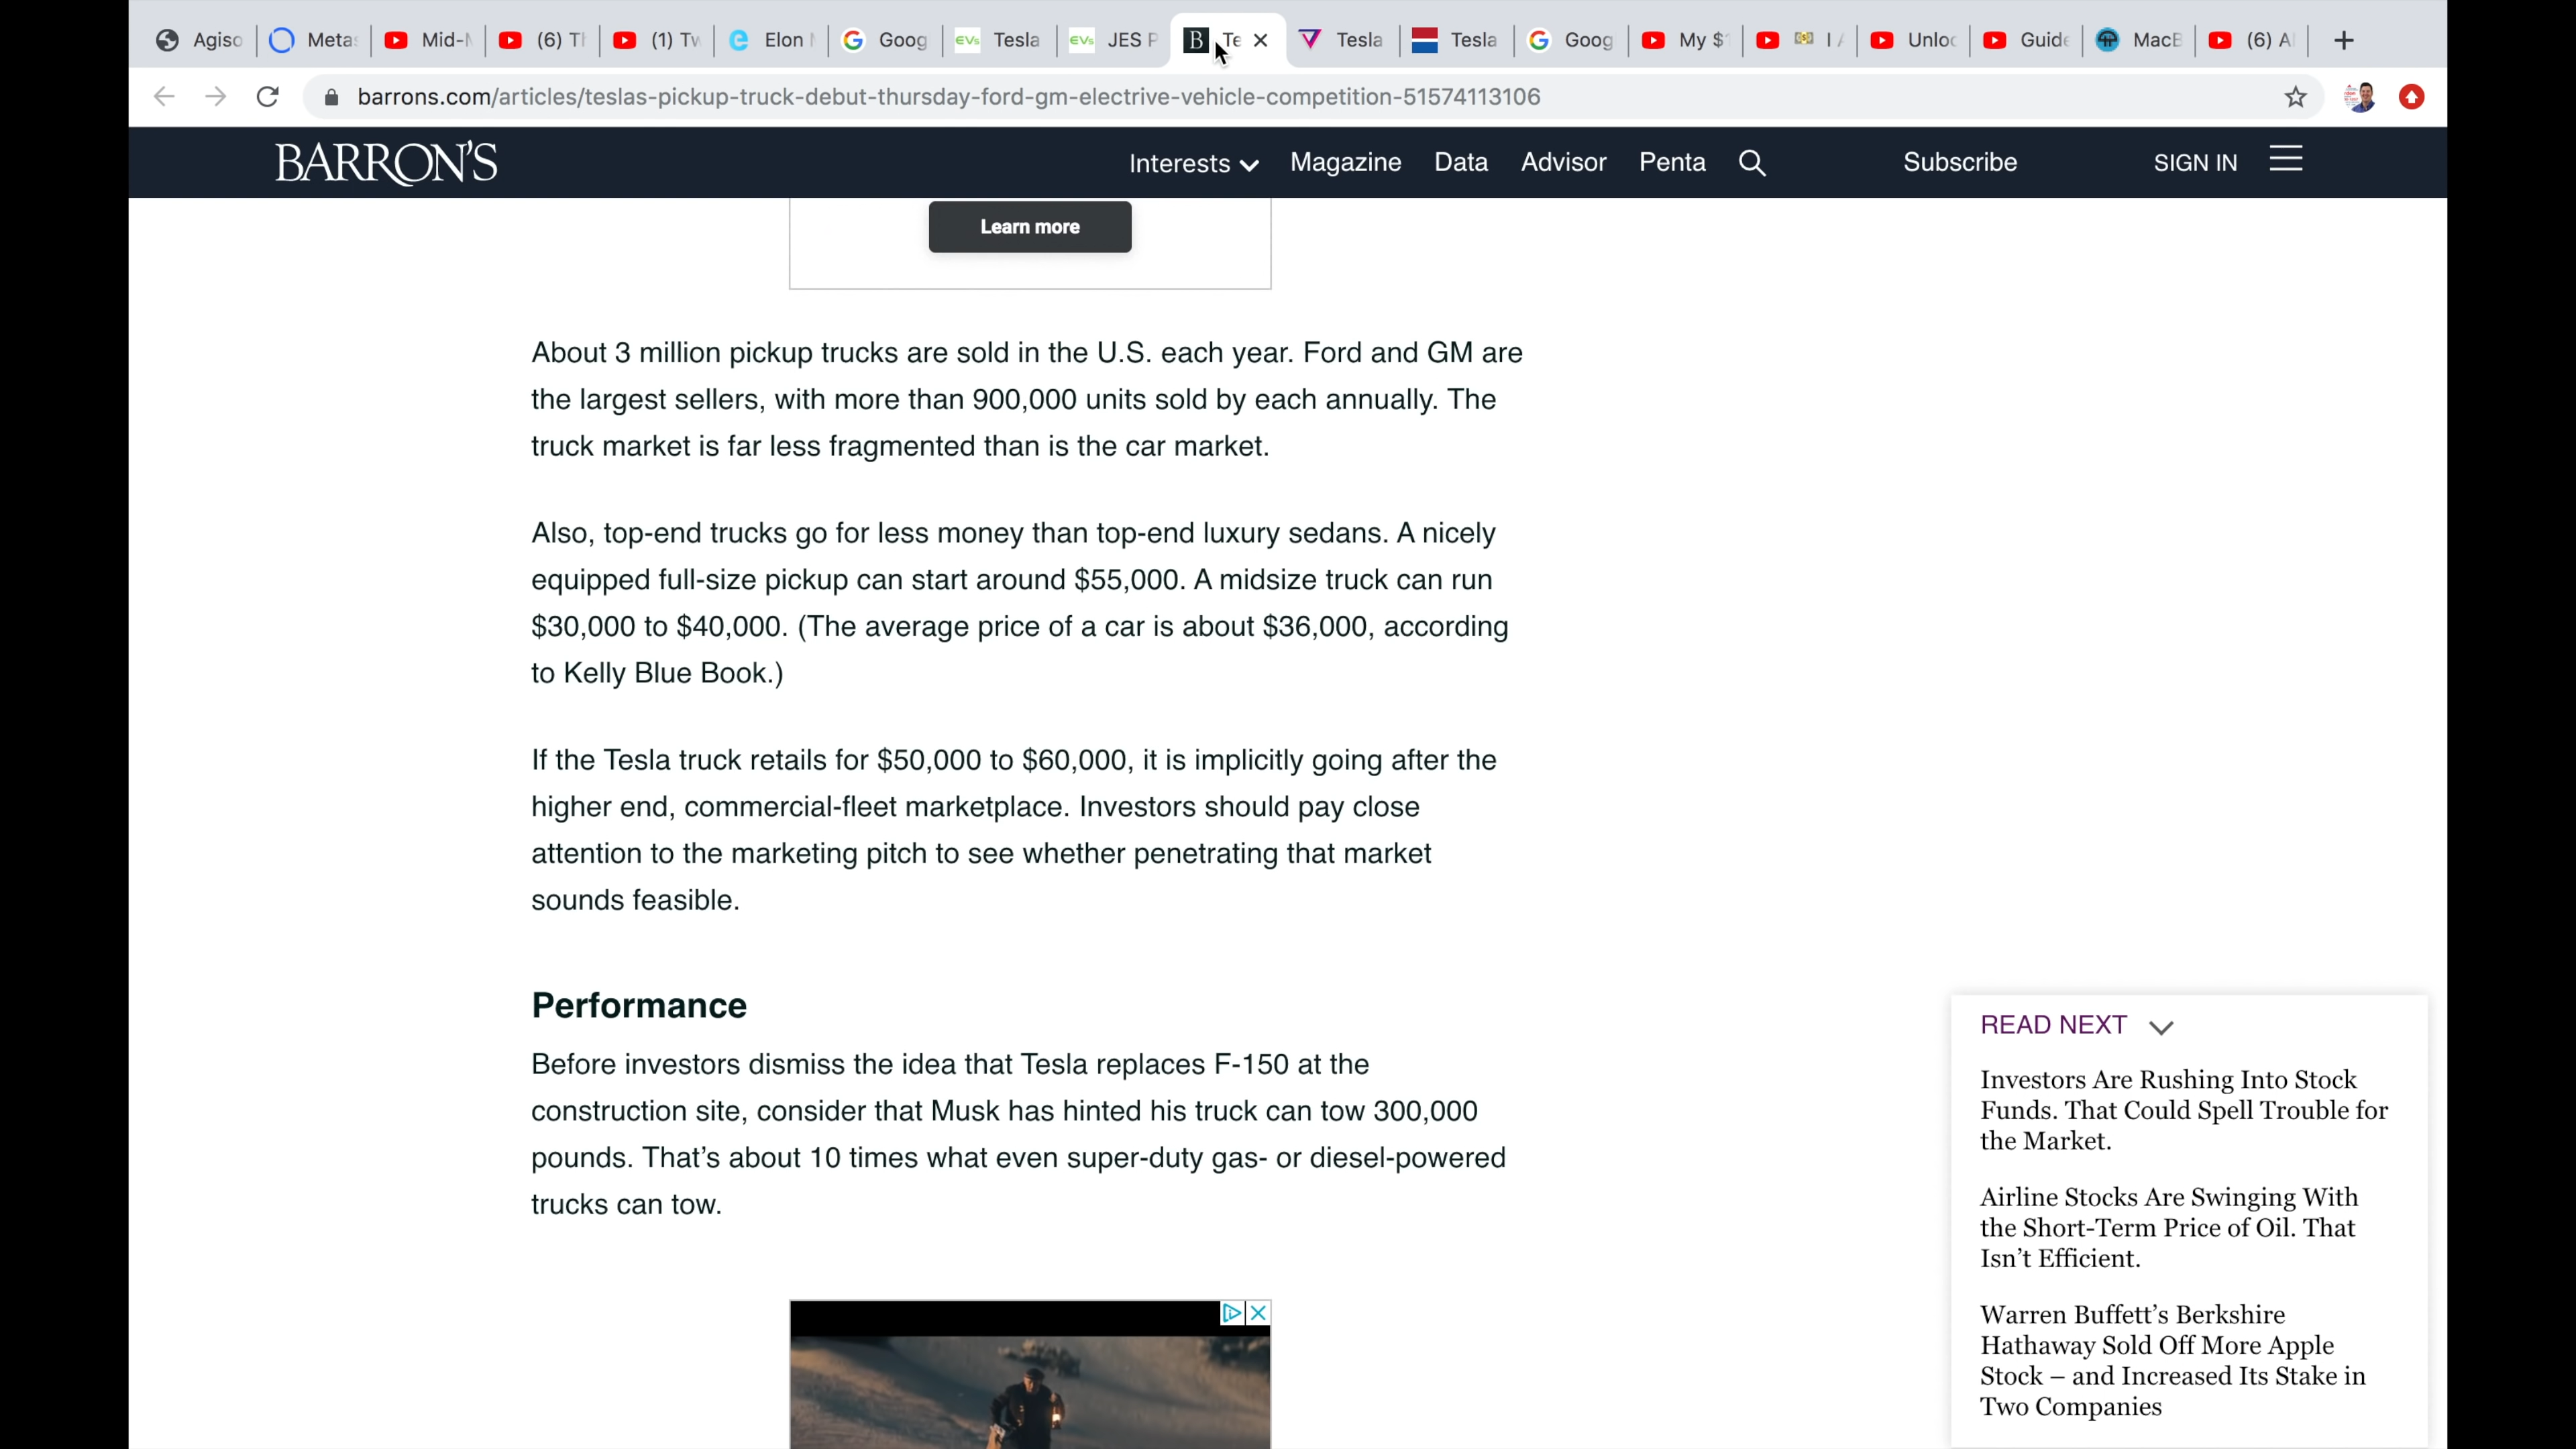 Agiso
Metas
Mid-M
(6) Th
(1) Tw
Elon M
Goog
EVs Tesla
EVs JES P
B Te
Tesla
Tesla
Goog
My $1
I A
Unloc
Guide
MacB
(6) A
barrons.com/articles/teslas-pickup-truck-debut-thursday-ford-gm-electrive-vehicle-competition-51574113106
BARRON'S
Interests
Magazine
Data
Advisor
Penta
Subscribe
SIGN IN
Learn more
About 3 million pickup trucks are sold in the U.S. each year. Ford and GM are
the largest sellers, with more than 900,000 units sold by each annually. The
truck market is far less fragmented than is the car market.
Also, top-end trucks go for less money than top-end luxury sedans. A nicely
equipped full-size pickup can start around $55,000. A midsize truck can run
$30,000 to $40,000. (The average price of a car is about $36,000, according
to Kelly Blue Book.)
If the Tesla truck retails for $50,000 to $60,000, it is implicitly going after the
higher end, commercial-fleet marketplace. Investors should pay close
attention to the marketing pitch to see whether penetrating that market
sounds feasible.
Performance
Before investors dismiss the idea that Tesla replaces F-150 at the
construction site, consider that Musk has hinted his truck can tow 300,000
pounds. That's about 10 times what even super-duty gas- or diesel-powered
trucks can tow.
READ NEXT
Investors Are Rushing Into Stock
Funds. That Could Spell Trouble for
the Market.
Airline Stocks Are Swinging With
the Short-Term Price of Oil. That
Isn't Efficient.
Warren Buffett's Berkshire
Hathaway Sold Off More Apple
Stock – and Increased Its Stake in
Two Companies